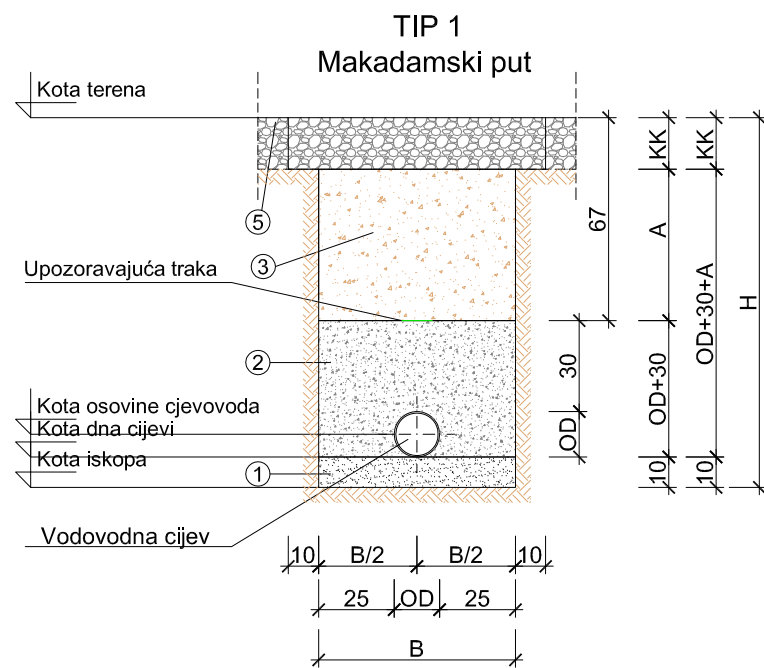 TIP 1
Makadamski put
Kota terena
KK
KK
5
67
A
3
Upozoravajuća traka
H
OD+30+A
2
30
OD+30
Kota osovine cjevovoda
Kota dna cijevi
OD
Kota iskopa
1
10
10
Vodovodna cijev
10 B/2 B/2 10
25 OD 25
B